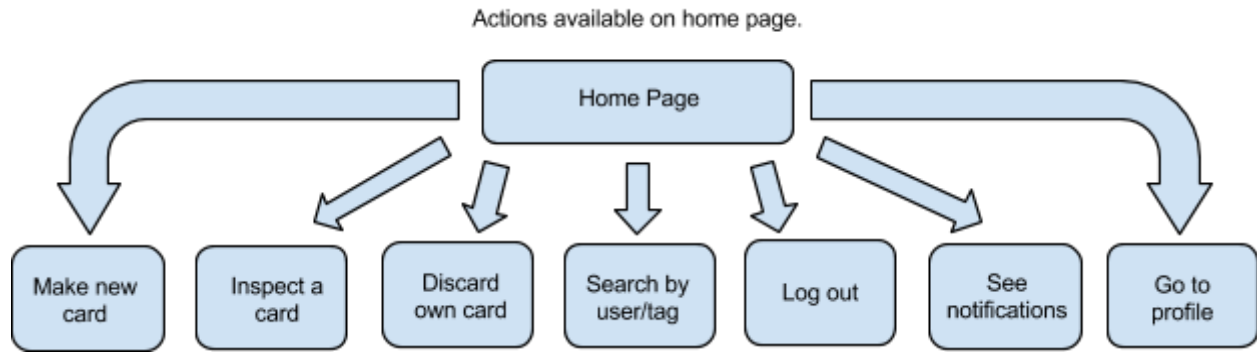 Actions available on home page.
Home Page
Make new
card
Inspect a
card
Discard
own card
Search by
user/tag
Log out
See
notifications
Go to
profile